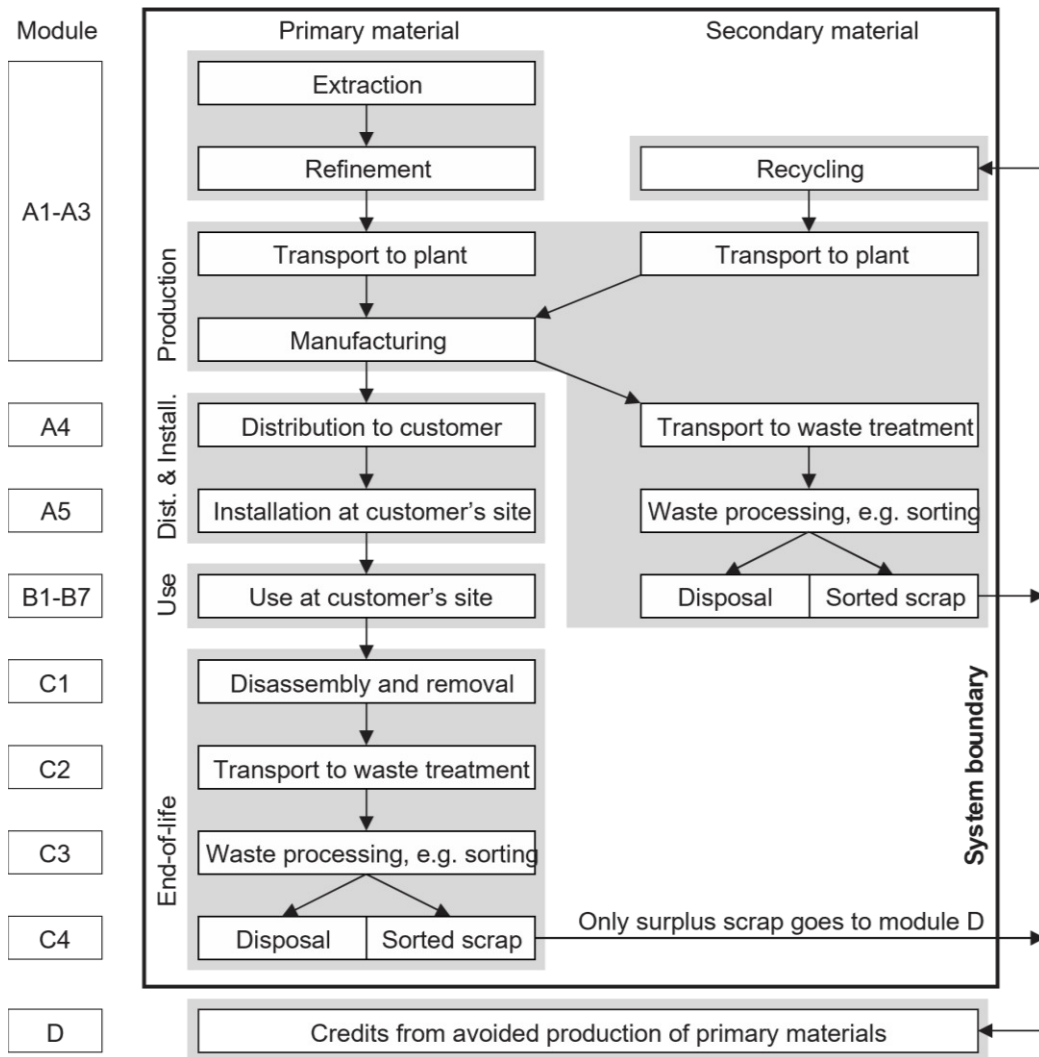 Module
Primary material
Secondary material
A1-A3
Production
Extraction
Refinement
Recycling
Transport to plant
Transport to plant
Manufacturing
A4
Dist. & Install.
Distribution to customer
Transport to waste treatment
A5
Installation at customer’s site
Waste processing, e.g. sorting
B1-B7
Use
Use at customer’s site
Disposal
Sorted scrap
System boundary
C1
End-of-life
Disassembly and removal
C2
Transport to waste treatment
C3
Waste processing, e.g. sorting
C4
Disposal
Sorted scrap
Only surplus scrap goes to module D
D
Credits from avoided production of primary materials